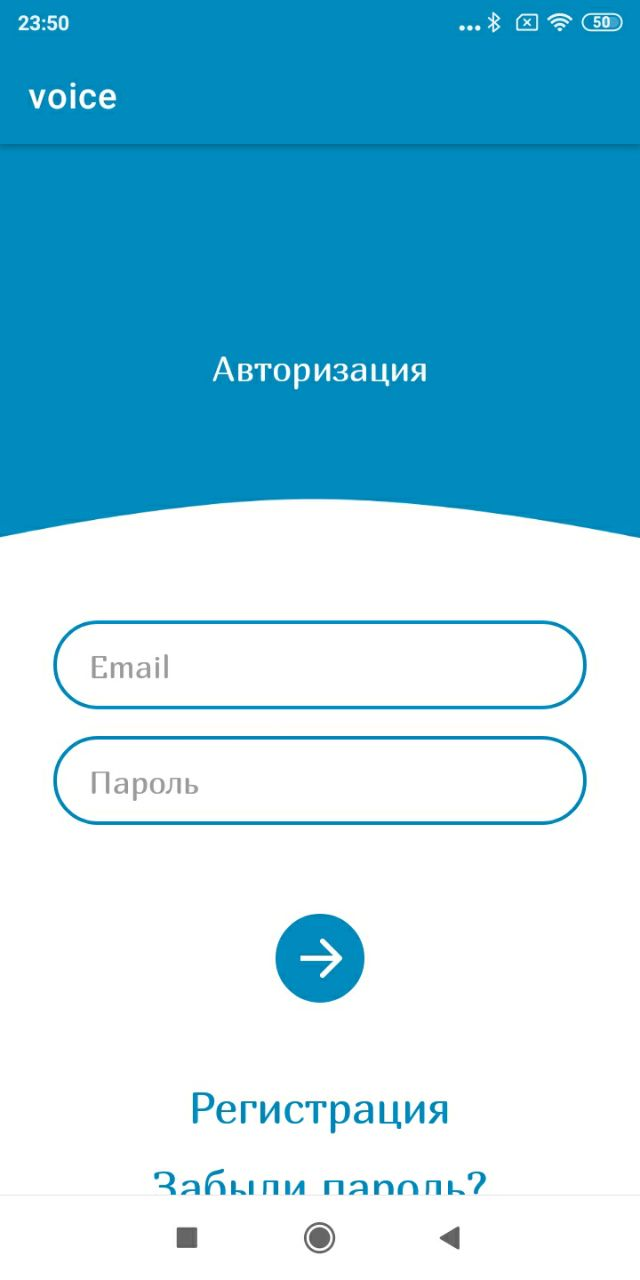 23:50
50
voice
Авторизация
Email
Пароль
Регистрация
Забыли пароль?